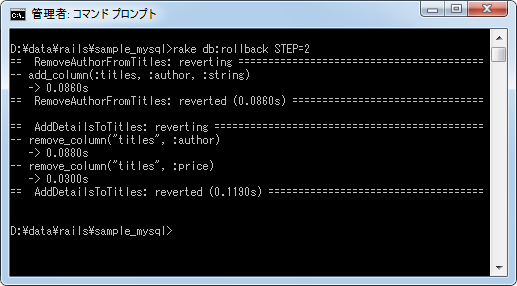 管理者: コマンド プロンプト
D:¥data¥rails¥sample_mysql>rake db:rollback STEP=2
==  RemoveAuthorFromTitles: reverting ==========================================
-- add_column(:titles, :author, :string)
   -> 0.0860s
==  RemoveAuthorFromTitles: reverted (0.0860s) =================================
==  AddDetailsToTitles: reverting ==============================================
-- remove_column("titles", :author)
   -> 0.0880s
-- remove_column("titles", :price)
   -> 0.0300s
==  AddDetailsToTitles: reverted (0.1190s) =====================================
D:¥data¥rails¥sample_mysql>